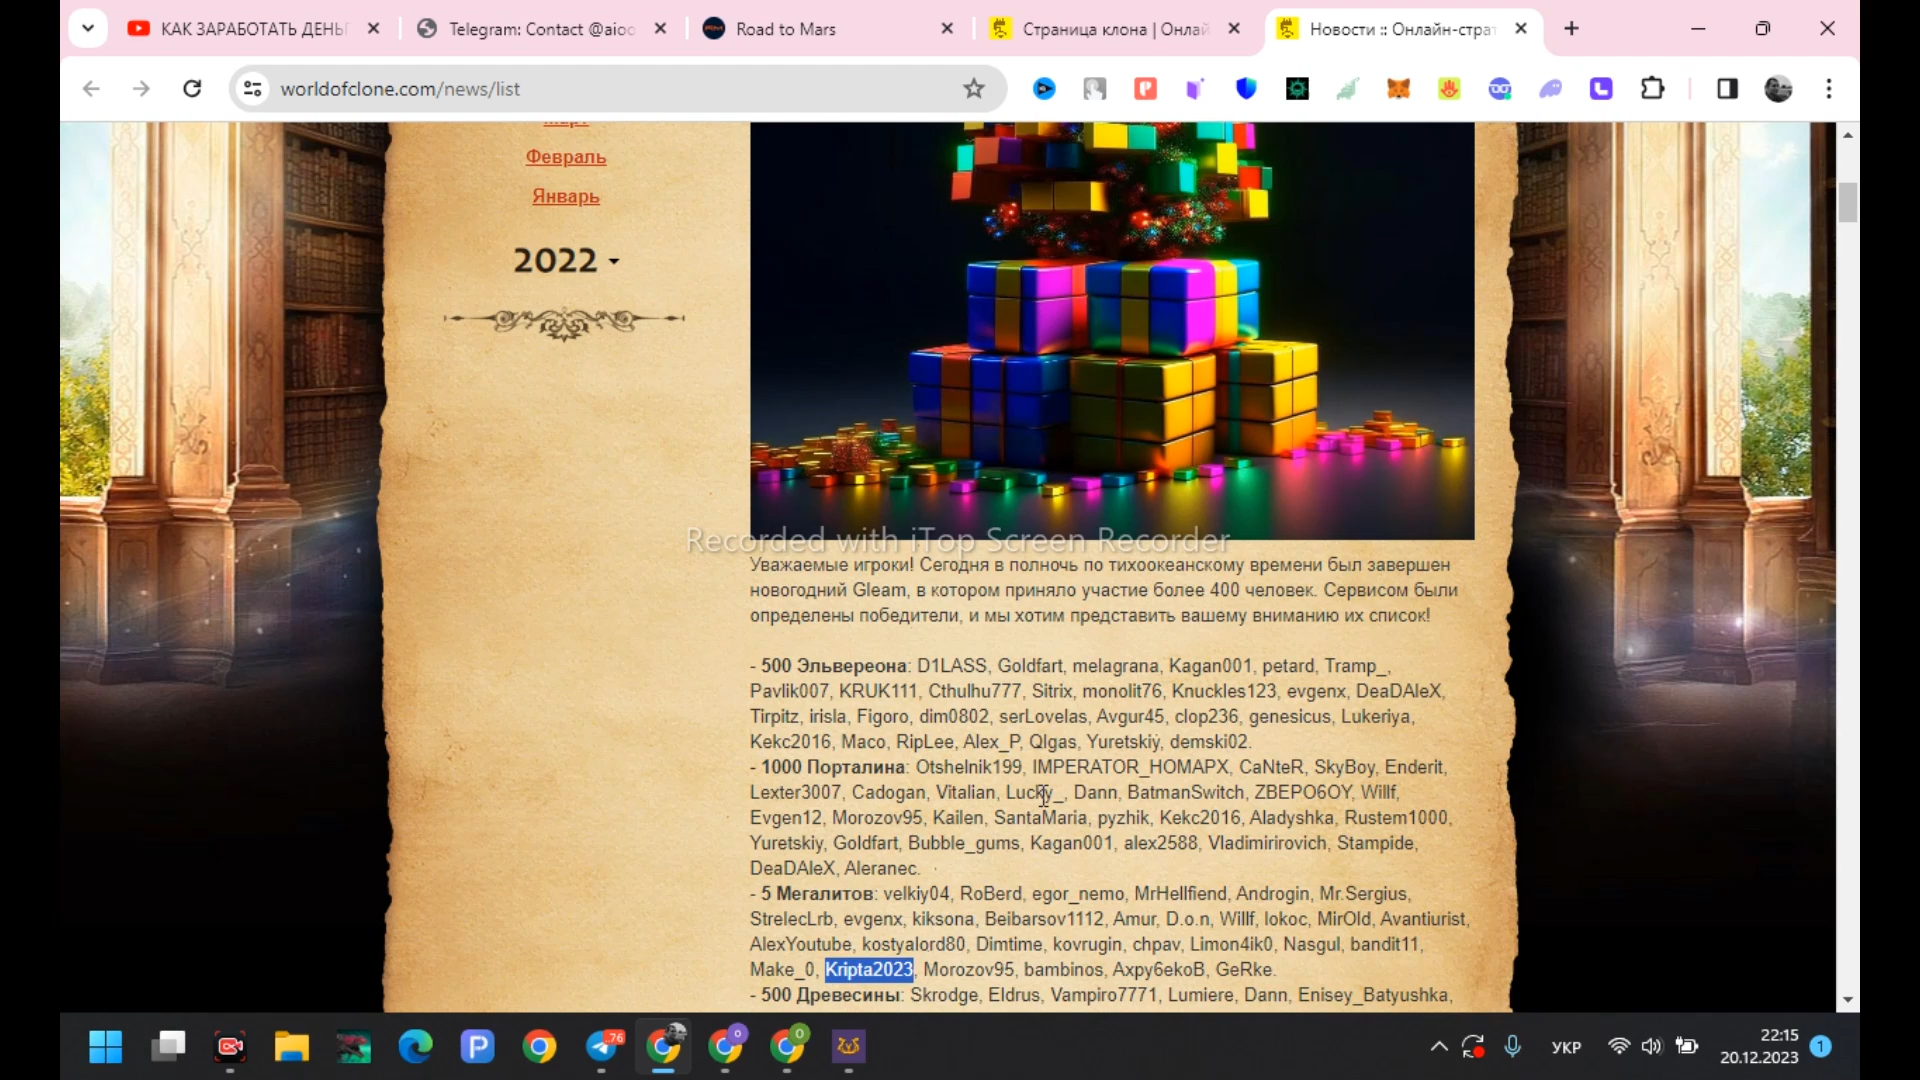 КАК ЗАРАБОТАТЬ ДЕНЬГ
Telegram: Contact @aioo
Road to Mars
Страница клона | Онлай
Новости :: Онлайн-страт
worldofclone.com/news/list
Март
Февраль
Январь
2022
Recorded with iTop Screen Recorder
Уважаемые игроки! Сегодня в полночь по тихоокеанскому времени был завершен
новогодний Gleam, в котором приняло участие более 400 человек. Сервисом были
определены победители, и мы хотим представить вашему вниманию их список!
- 500 Эльвереона: D1LASS, Goldfart, melagrana, Kagan001, petard, Tramp_,
Pavlik007, KRUK111, Cthulhu777, Sitrix, monolit76, Knuckles123, evgenx, DeaDAleX,
Tirpitz, irisla, Figoro, dim0802, serLovelas, Avgur45, clop236, genesicus, Lukeriya,
Kekc2016, Maco, RipLee, Alex_P, Qlgas, Yuretskiy, demski02.
- 1000 Порталина: Otshelnik199, IMPERATOR_HOMAPX, CaNteR, SkyBoy, Enderit,
Lexter3007, Cadogan, Vitalian, Lucky_, Dann, BatmanSwitch, ZBEPO6OY, Willf,
Evgen12, Morozov95, Kailen, SantaMaria, pyzhik, Kekc2016, Aladyshka, Rustem1000,
Yuretskiy, Goldfart, Bubble_gums, Kagan001, alex2588, Vladimirirovich, Stampide,
DeaDAleX, Aleranec.
- 5 Мегалитов: velkiy04, RoBerd, egor_nemo, MrHellfiend, Androgin, Mr.Sergius,
StrelecLrb, evgenx, kiksona, Beibarsov1112, Amur, D.o.n, Willf, lokoc, MirOld, Avantiurist,
AlexYoutube, kostyalord80, Dimtime, kovrugin, chpav, Limon4ik0, Nasgul, bandit11,
Make_0, Kripta2023, Morozov95, bambinos, Axpy6ekoB, GeRke.
- 500 Древесины: Skrodge, Eldrus, Vampiro7771, Lumiere, Dann, Enisey_Batyushka,
76
0
0
УКР
22:15
20.12.2023
1